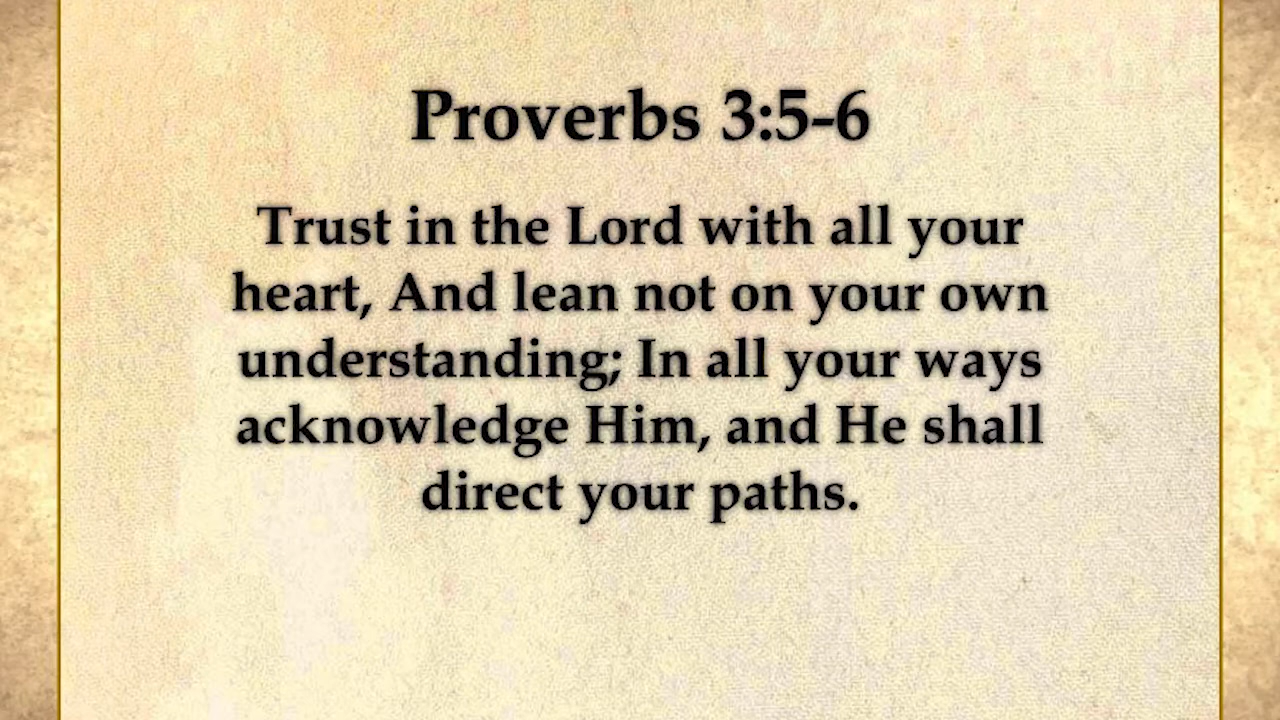 Proverbs 3:5-6
Trust in the Lord with all your
heart, And lean not on your own
understanding; In all your ways
acknowledge Him, and He shall
direct your paths.